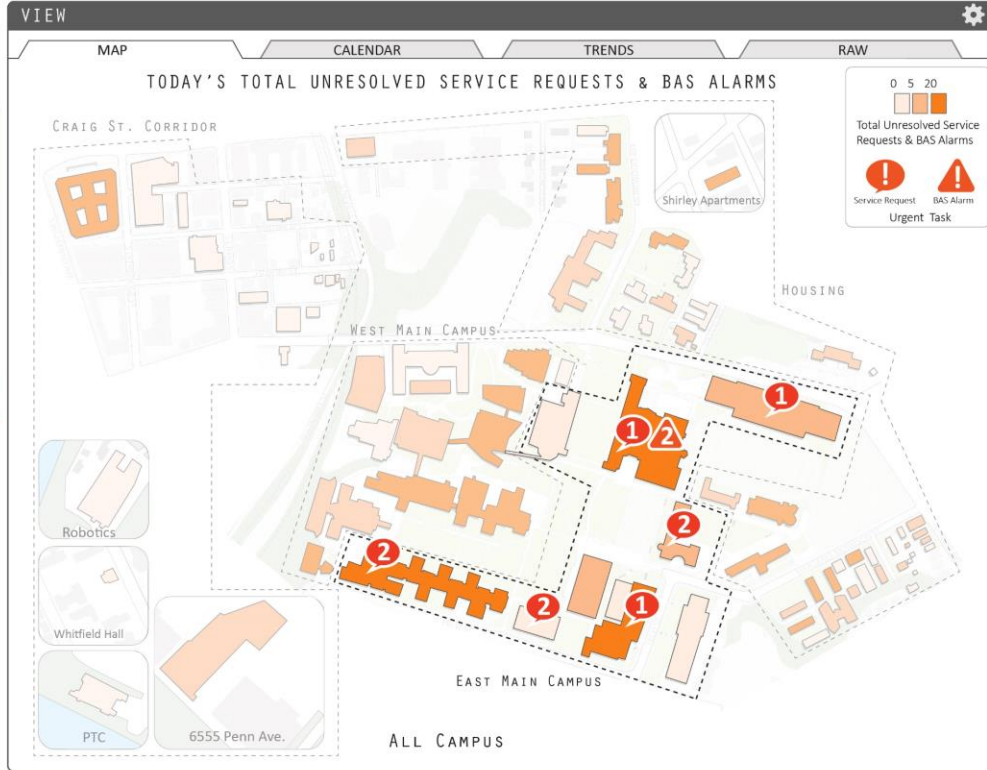 VIEW
MAP
CALENDAR
TRENDS
RAW
TODAY'S TOTAL UNRESOLVED SERVICE REQUESTS & BAS ALARMS
0 5 20
Total Unresolved Service
Requests & BAS Alarms
!
!
Service Request
BAS Alarm
Urgent Task
CRAIG ST. CORRIDOR
Shirley Apartments
HOUSING
WEST MAIN CAMPUS
1
1
2
2
2
2
1
Robotics
Whitfield Hall
PTC
6555 Penn Ave.
EAST MAIN CAMPUS
ALL CAMPUS